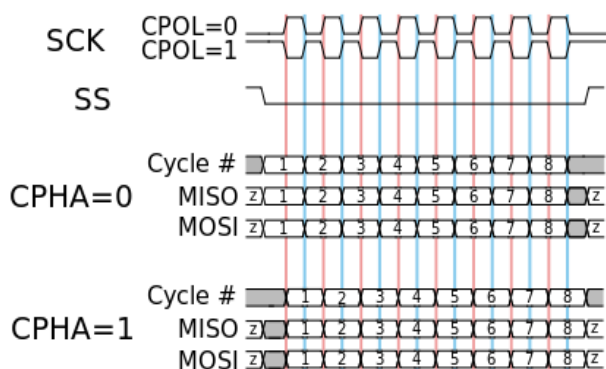 SCK CPOL=0
CPOL=1
SS
Cycle # 1 2 3 4 5 6 7 8
CPHA=0 MISO z 1 2 3 4 5 6 7 8 z
MOSI z 1 2 3 4 5 6 7 8 z
Cycle # 1 2 3 4 5 6 7 8
CPHA=1 MISO z 1 2 3 4 5 6 7 8 z
MOSI z 1 2 3 4 5 6 7 8 z